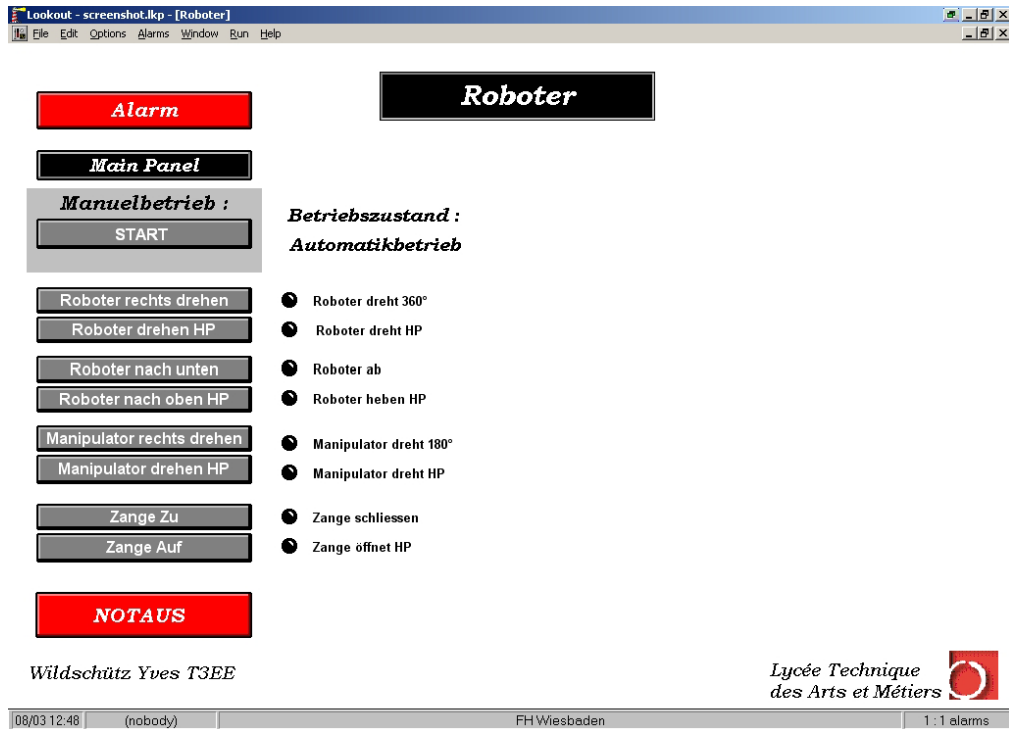 Lookout - screenshot.lkp - [Roboter]
File Edit Options Alarms Window Run Help
Roboter
Alarm
Main Panel
Manuelbetrieb :
START
Betriebszustand :
Automatikbetrieb
Roboter rechts drehen Roboter dreht 360°
Roboter drehen HP Roboter dreht HP
Roboter nach unten Roboter ab
Roboter nach oben HP Roboter heben HP
Manipulator rechts drehen Manipulator dreht 180°
Manipulator drehen HP Manipulator dreht HP
Zange Zu Zange schliessen
Zange Auf Zange öffnet HP
NOTAUS
Wildschütz Yves T3EE
Lycée Technique
des Arts et Métiers
08/03 12:48 (nobody) FH Wiesbaden 1 : 1 alarms